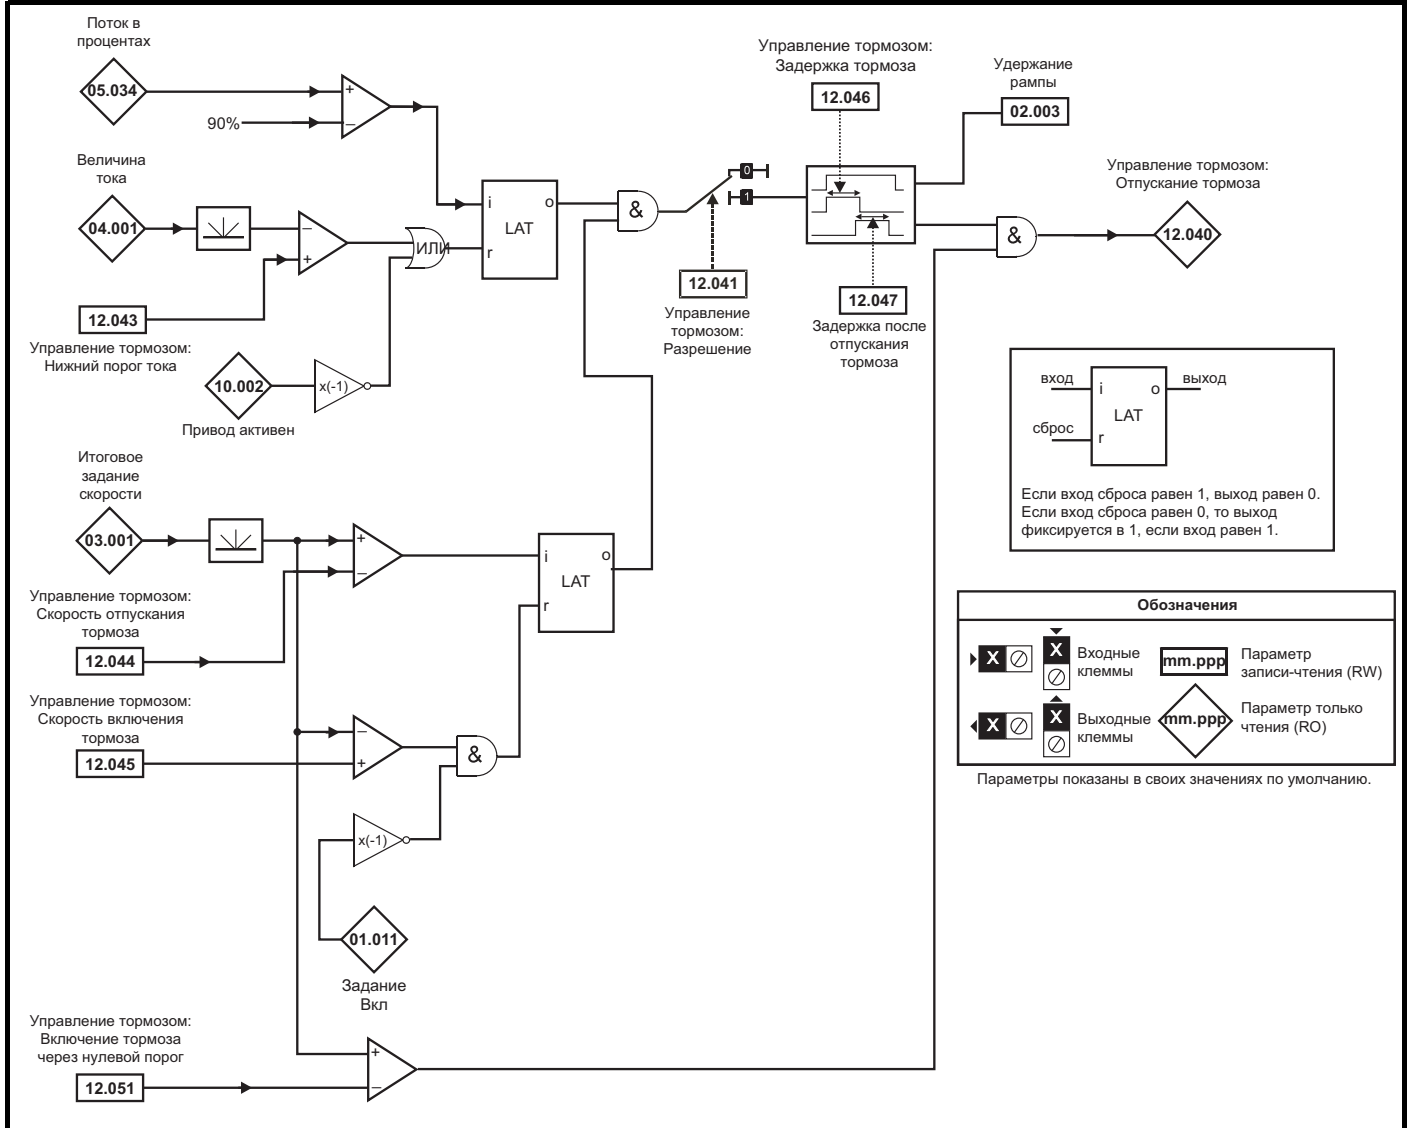 Поток в
процентах
05.034
+
90%
–
Величина
тока
04.001
–
+
12.043
Управление тормозом:
Нижний порог тока
ИЛИ
10.002
x(-1)
Привод активен
i
o
LAT
r
&
0
1
12.041
Управление
тормозом:
Разрешение
Управление тормозом:
Задержка тормоза
12.046
12.047
Задержка после
отпускания
тормоза
Удержание
рампы
02.003
&
Управление тормозом:
Отпускание тормоза
12.040
вход
i
o
выход
LAT
сброс
r
Если вход сброса равен 1, выход равен 0.
Если вход сброса равен 0, то выход
фиксируется в 1, если вход равен 1.
Итоговое
задание
скорости
03.001
+
–
Управление тормозом:
Скорость отпускания
тормоза
12.044
i
o
LAT
r
Управление тормозом:
Скорость включения
тормоза
12.045
–
+
&
x(-1)
01.011
Задание
Вкл
Управление тормозом:
Включение тормоза
через нулевой порог
12.051
+
–
Обозначения
X
X
Входные
клеммы
mm.ppp
Параметр
записи-чтения (RW)
X
X
Выходные
клеммы
mm.ppp
Параметр только
чтения (RO)
Параметры показаны в своих значениях по умолчанию.